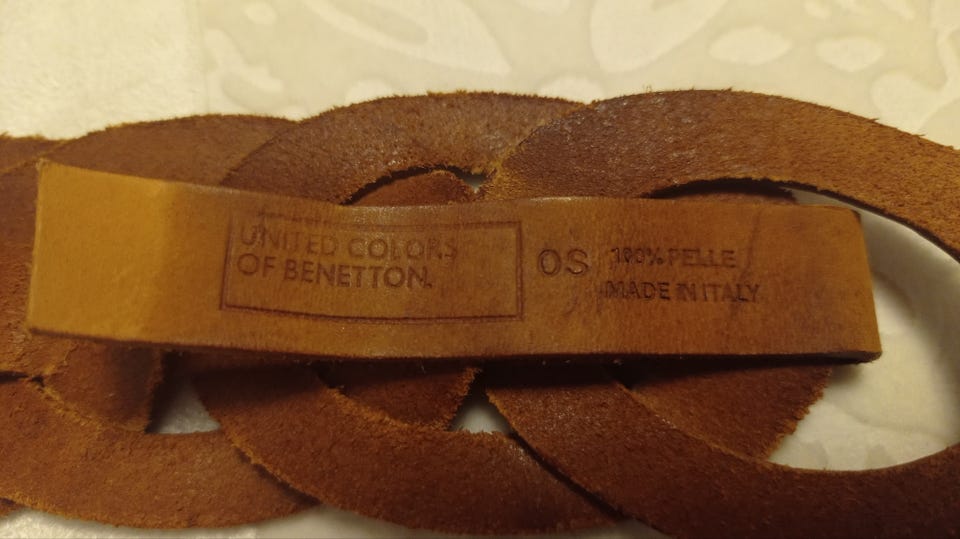 UNITED COLORS
OF BENETTON.
OS
100% PELLE
MADE IN ITALY